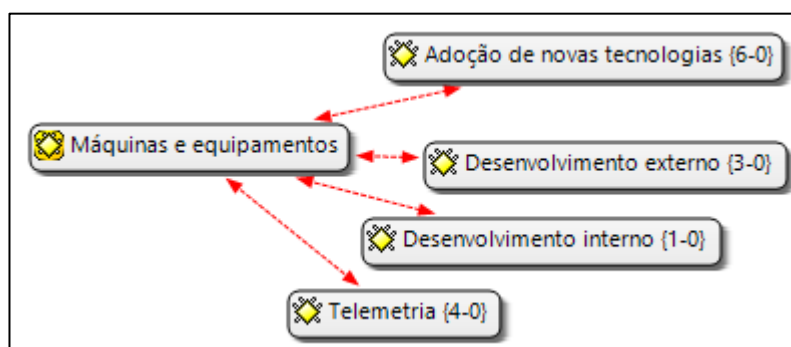 Adoção de novas tecnologias {6-0}
Máquinas e equipamentos
Desenvolvimento externo {3-0}
Desenvolvimento interno {1-0}
Telemetria {4-0}